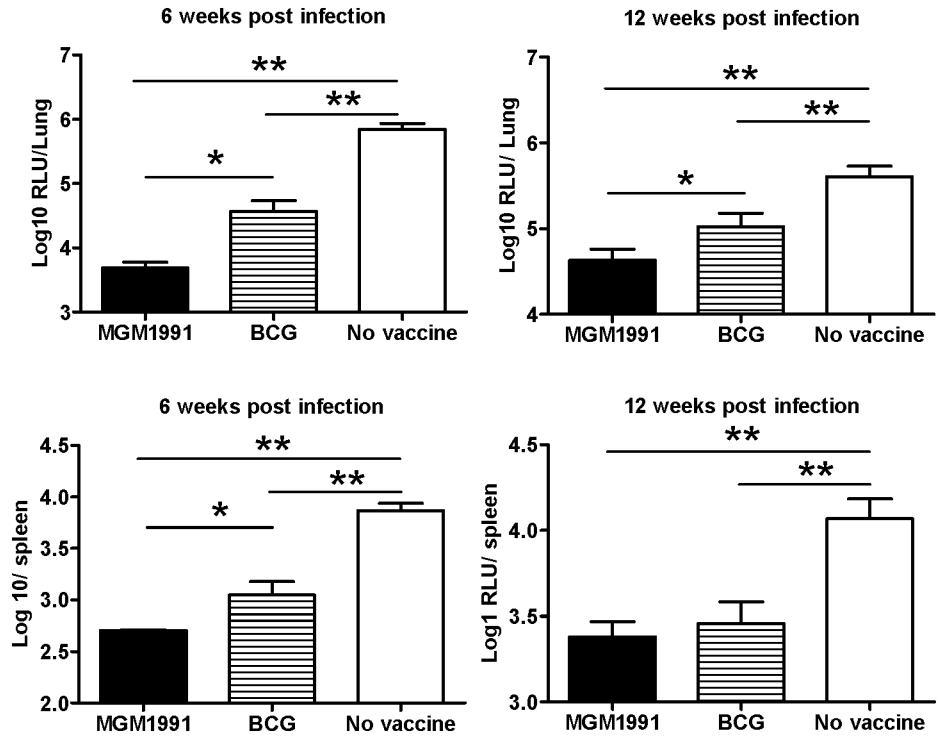 6 weeks post infection
Log10 RLU/Lung
7
6
5
4
3
**
**
*
MGM1991 BCG No vaccine
12 weeks post infection
Log10 RLU/ Lung
7
6
5
4
**
**
*
MGM1991 BCG No vaccine
6 weeks post infection
Log 10/ spleen
4.5
4.0
3.5
3.0
2.5
2.0
**
**
*
MGM1991 BCG No vaccine
12 weeks post infection
Log1 RLU/ spleen
4.5
4.0
3.5
3.0
**
**
MGM1991 BCG No vaccine